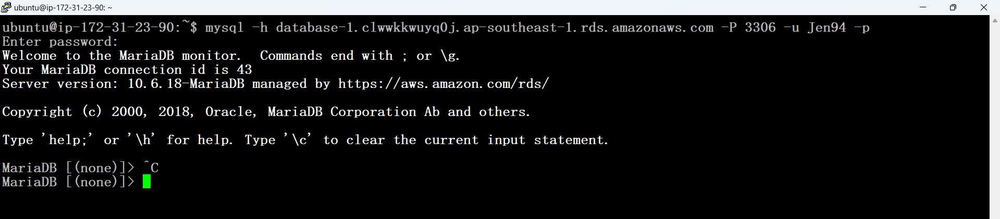 ubuntu@ip-172-31-23-90: ~
ubuntu@ip-172-31-23-90:~$ mysql -h database-1.clwwkkwuyq0j.ap-southeast-1.rds.amazonaws.com -P 3306 -u Jen94 -p
Enter password:
Welcome to the MariaDB monitor.  Commands end with ; or \g.
Your MariaDB connection id is 43
Server version: 10.6.18-MariaDB managed by https://aws.amazon.com/rds/
Copyright (c) 2000, 2018, Oracle, MariaDB Corporation Ab and others.
Type 'help;' or '\h' for help. Type '\c' to clear the current input statement.
MariaDB [(none)]> ^C
MariaDB [(none)]>